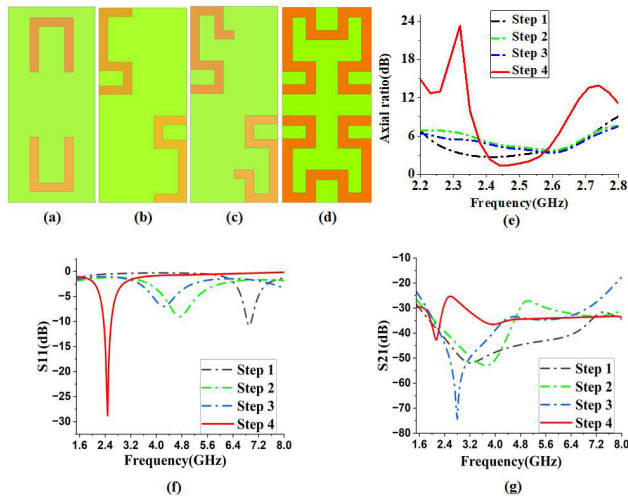 (a)
(b)
(c)
(d)
Axial ratio(dB)
24
18
12
6
0
Step 1
Step 2
Step 3
Step 4
2.2 2.3 2.4 2.5 2.6 2.7 2.8
Frequency(GHz)
(e)
S11(dB)
0
−5
−10
−15
−20
−25
−30
Step 1
Step 2
Step 3
Step 4
1.6 2.4 3.2 4.0 4.8 5.6 6.4 7.2 8.0
Frequency(GHz)
(f)
S21(dB)
−10
−20
−30
−40
−50
−60
−70
−80
Step 1
Step 2
Step 3
Step 4
1.6 2.4 3.2 4.0 4.8 5.6 6.4 7.2 8.0
Frequency(GHz)
(g)